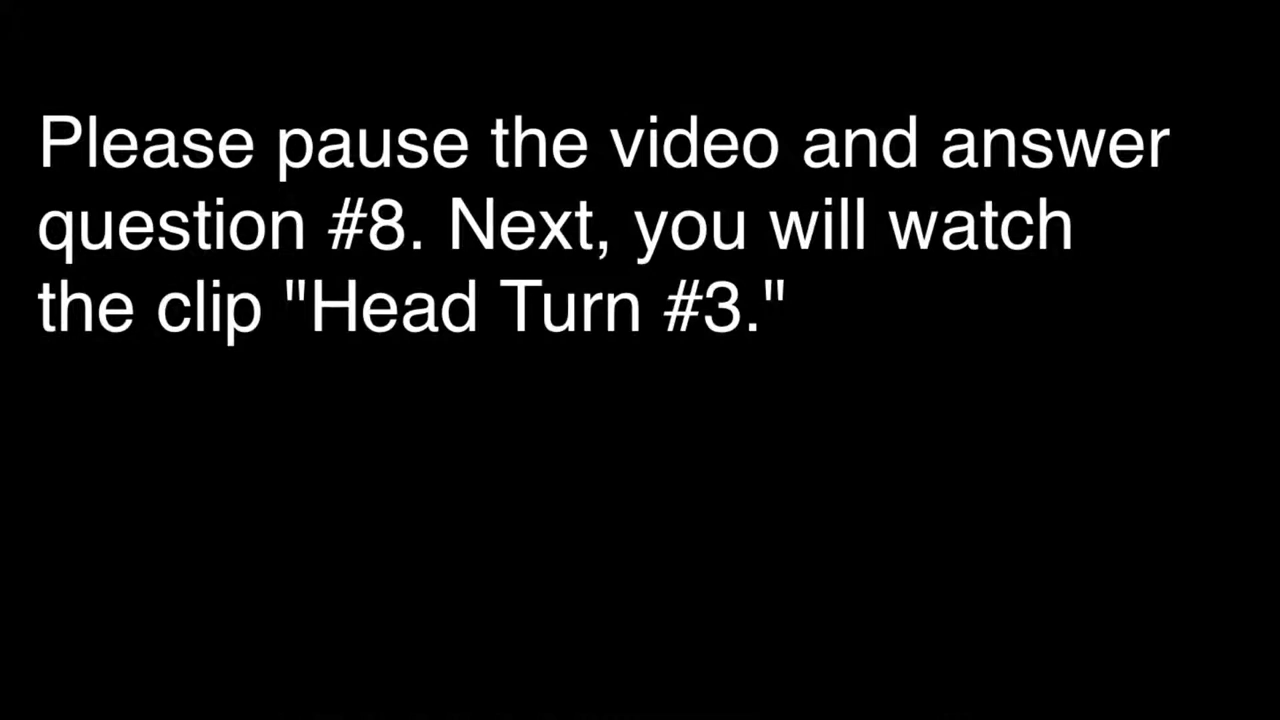 Please pause the video and answer
question #8. Next, you will watch
the clip "Head Turn #3."